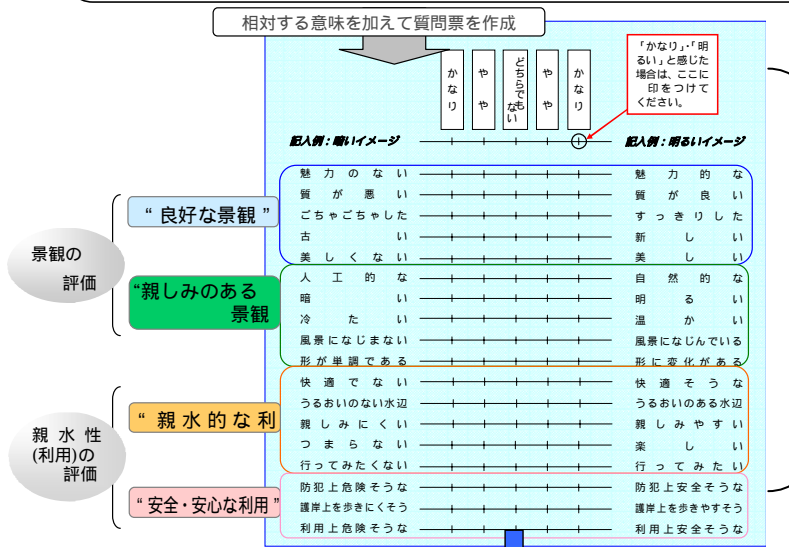 相対する意味を加えて質問票を作成
かなり
やや
どちらでもない
やや
かなり
「かなり」・「明
るい」と感じた
場合は、ここに
印をつけて
ください。
記入例：暗いイメージ
記入例：明るいイメージ
景観の
評価
“ 良好な景観 ”
“親しみのある
景観
魅力のない 魅力的な
質が悪い 質が良い
ごちゃごちゃした すっきりした
古い 新しい
美しくない 美しい
人工的な 自然的な
暗い 明るい
冷たい 温かい
風景になじまない 風景になじんでいる
形が単調である 形に変化がある
親水性
(利用)の
評価
“ 親水的な利
“ 安全・安心な利用 ”
快適でない 快適そうな
うるおいのない水辺 うるおいのある水辺
親しみにくい 親しみやすい
つまらない 楽しい
行ってみたくない 行ってみたい
防犯上危険そうな 防犯上安全そうな
護岸上を歩きにくそう 護岸上を歩きやすそう
利用上危険そうな 利用上安全そうな